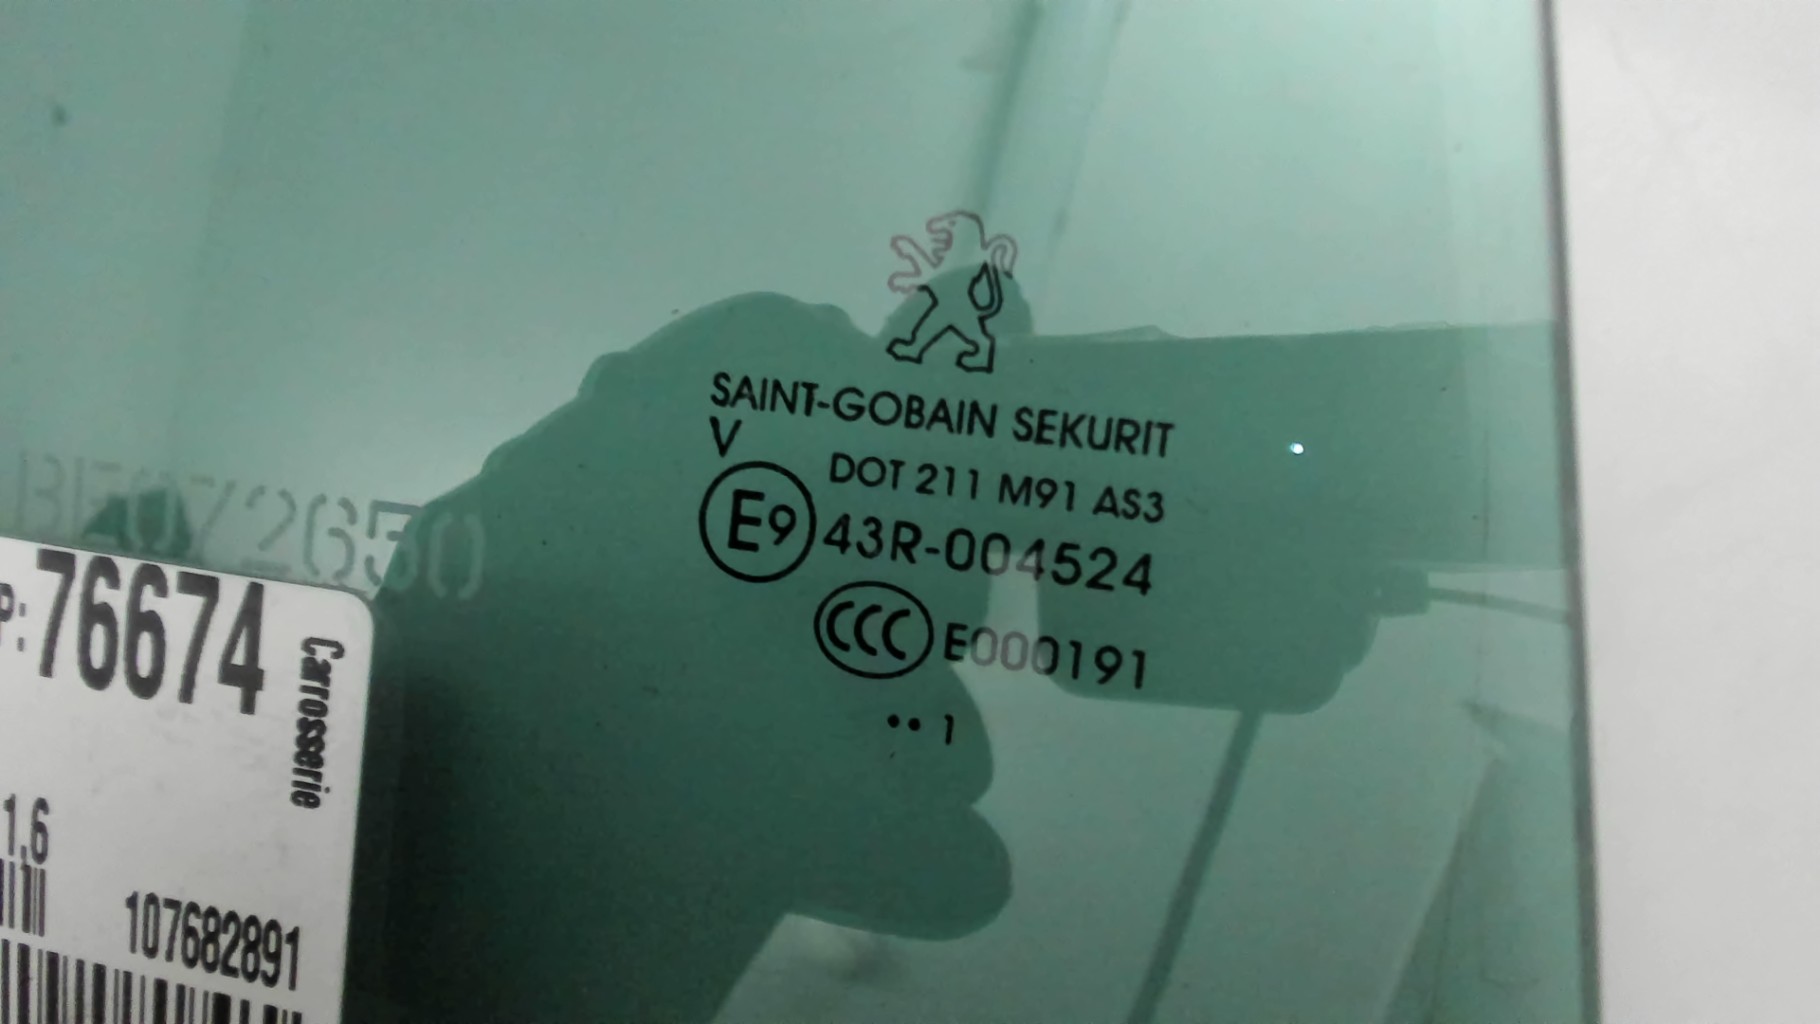 SAINT-GOBAIN SEKURIT
V
DOT 211 M91 AS3
E9 43R-004524
CCC E000191
•• 1
P: 76674
Carrosserie
1.6
107682891